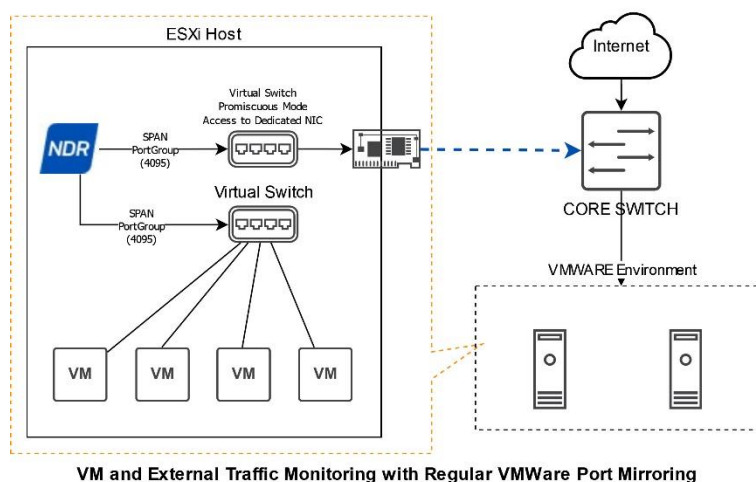 ESXi Host
Internet
Virtual Switch
Promiscuous Mode
Access to Dedicated NIC
NDR
SPAN
PortGroup
(4095)
Virtual Switch
SPAN
PortGroup
(4095)
CORE SWITCH
VMWARE Environment
VM
VM
VM
VM
VM and External Traffic Monitoring with Regular VMWare Port Mirroring